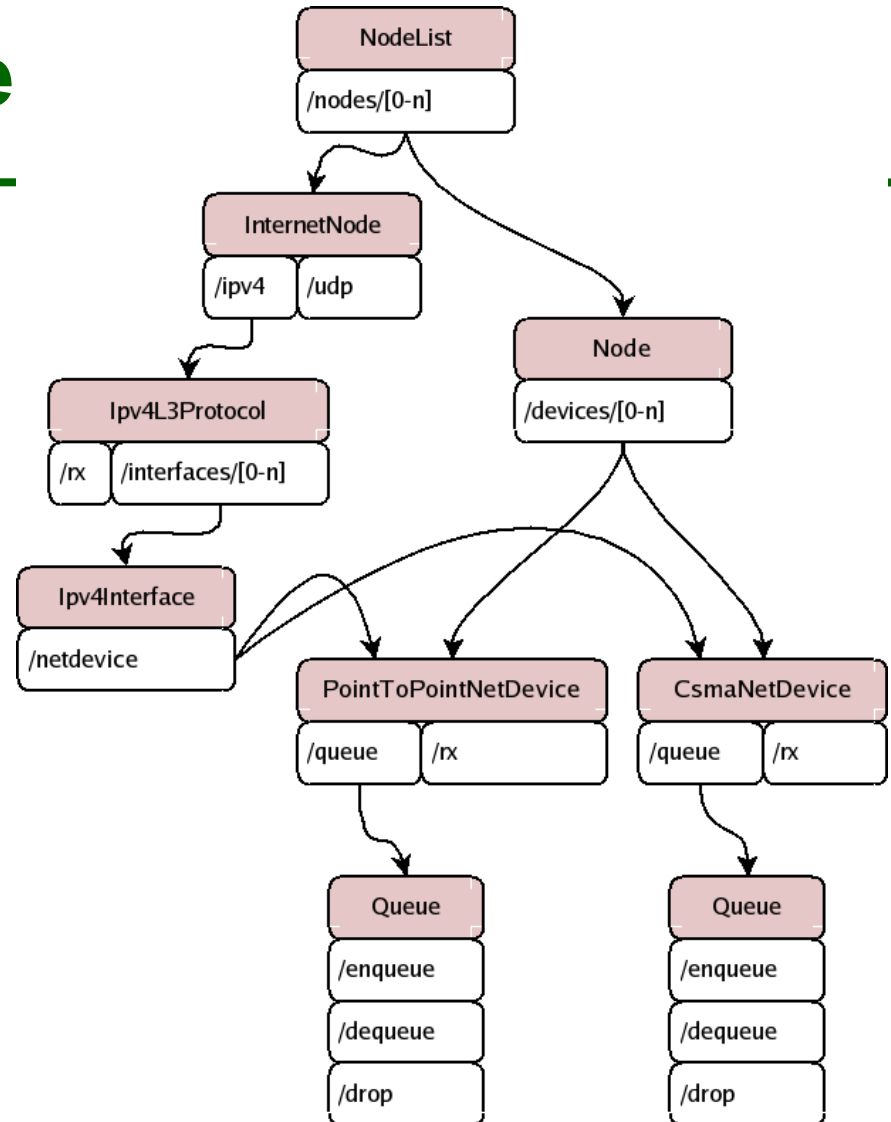 e
NodeList
/nodes/[0-n]
InternetNode
/ipv4 /udp
Node
/devices/[0-n]
Ipv4L3Protocol
/rx /interfaces/[0-n]
Ipv4Interface
/netdevice
PointToPointNetDevice
/queue /rx
CsmaNetDevice
/queue /rx
Queue
/enqueue
/dequeue
/drop
Queue
/enqueue
/dequeue
/drop